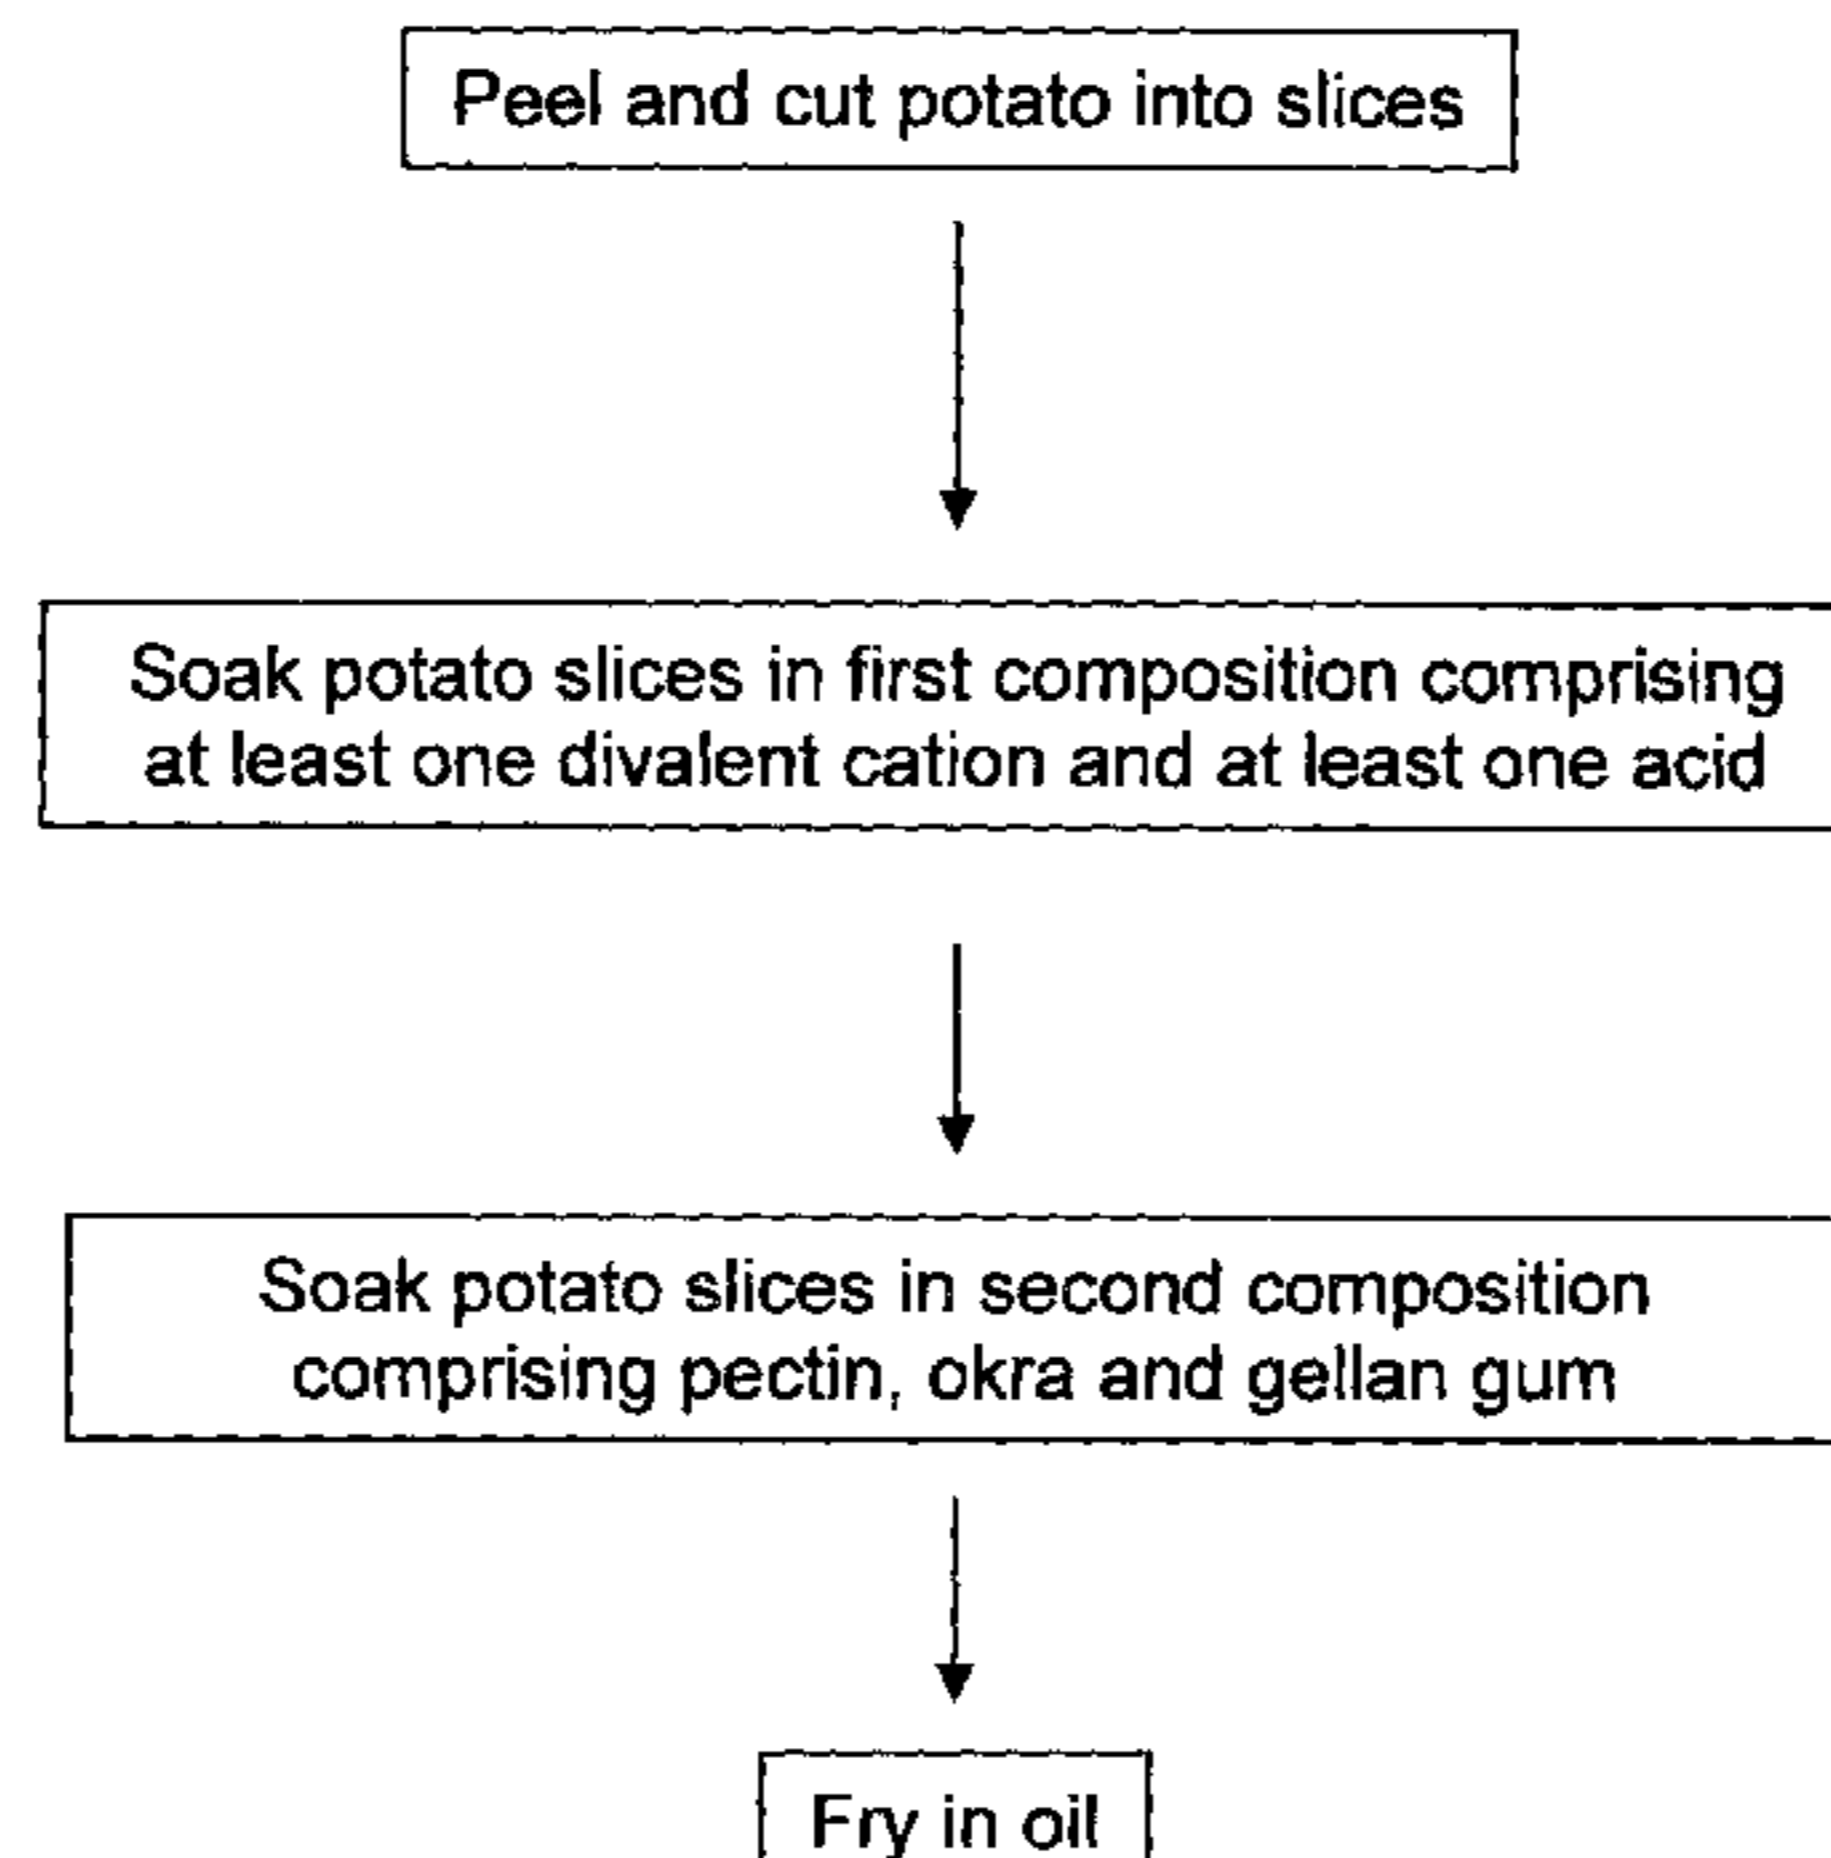 Peel and cut potato into slices
Soak potato slices in first composition comprising
at least one divalent cation and at least one acid
Soak potato slices in second composition
comprising pectin, okra and gellan gum
Fry in oil